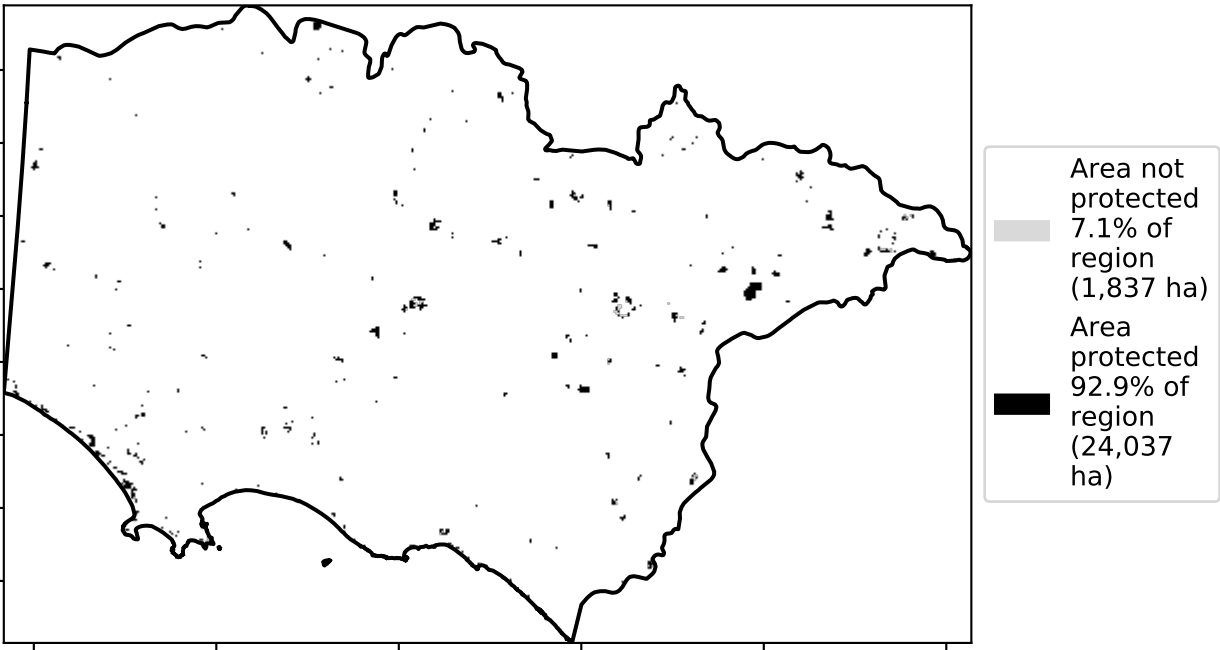 Area not
protected
7.1% of
region
(1,837 ha)
Area
protected
92.9% of
region
(24,037
ha)